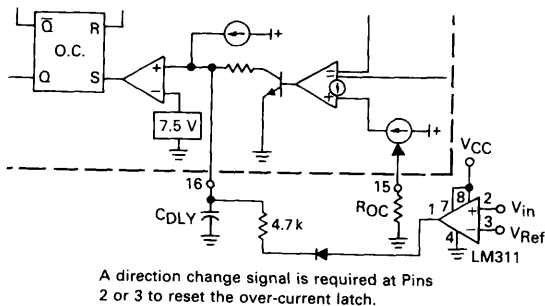 Q̅ R
O.C.
Q S
+
−
7.5 V
+
=
+
+
16
15
CDLY
4.7 k
ROC
VCC
1 7 8 2 Vin
+
−
3 VRef
4
LM311
A direction change signal is required at Pins
2 or 3 to reset the over-current latch.